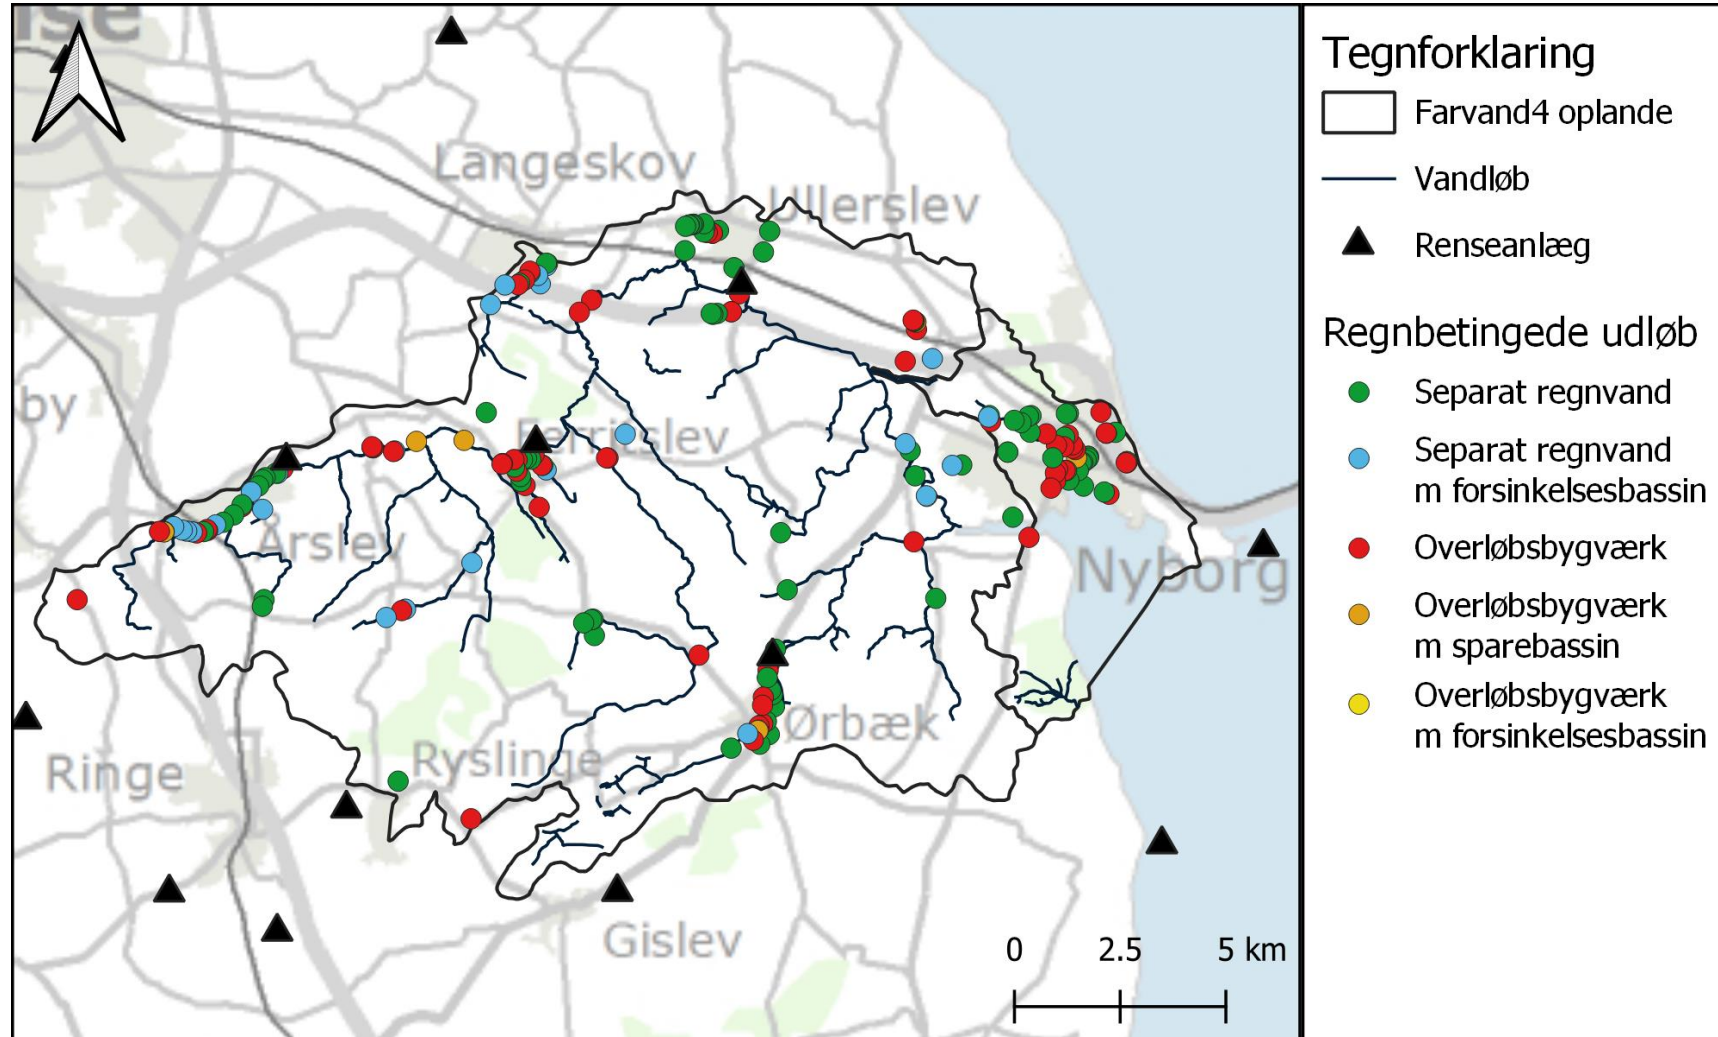 Langeskov
Ullerslev
by
Ferritslev
Årslev
Nyborg
Ørbæk
Ringe
Ryslinge
Gislev
0 2.5 5 km
Tegnforklaring
Farvand4 oplande
Vandløb
Renseanlæg
Regnbetingede udløb
Separat regnvand
Separat regnvand
m forsinkelsesbassin
Overløbsbygværk
Overløbsbygværk
m sparebassin
Overløbsbygværk
m forsinkelsesbassin